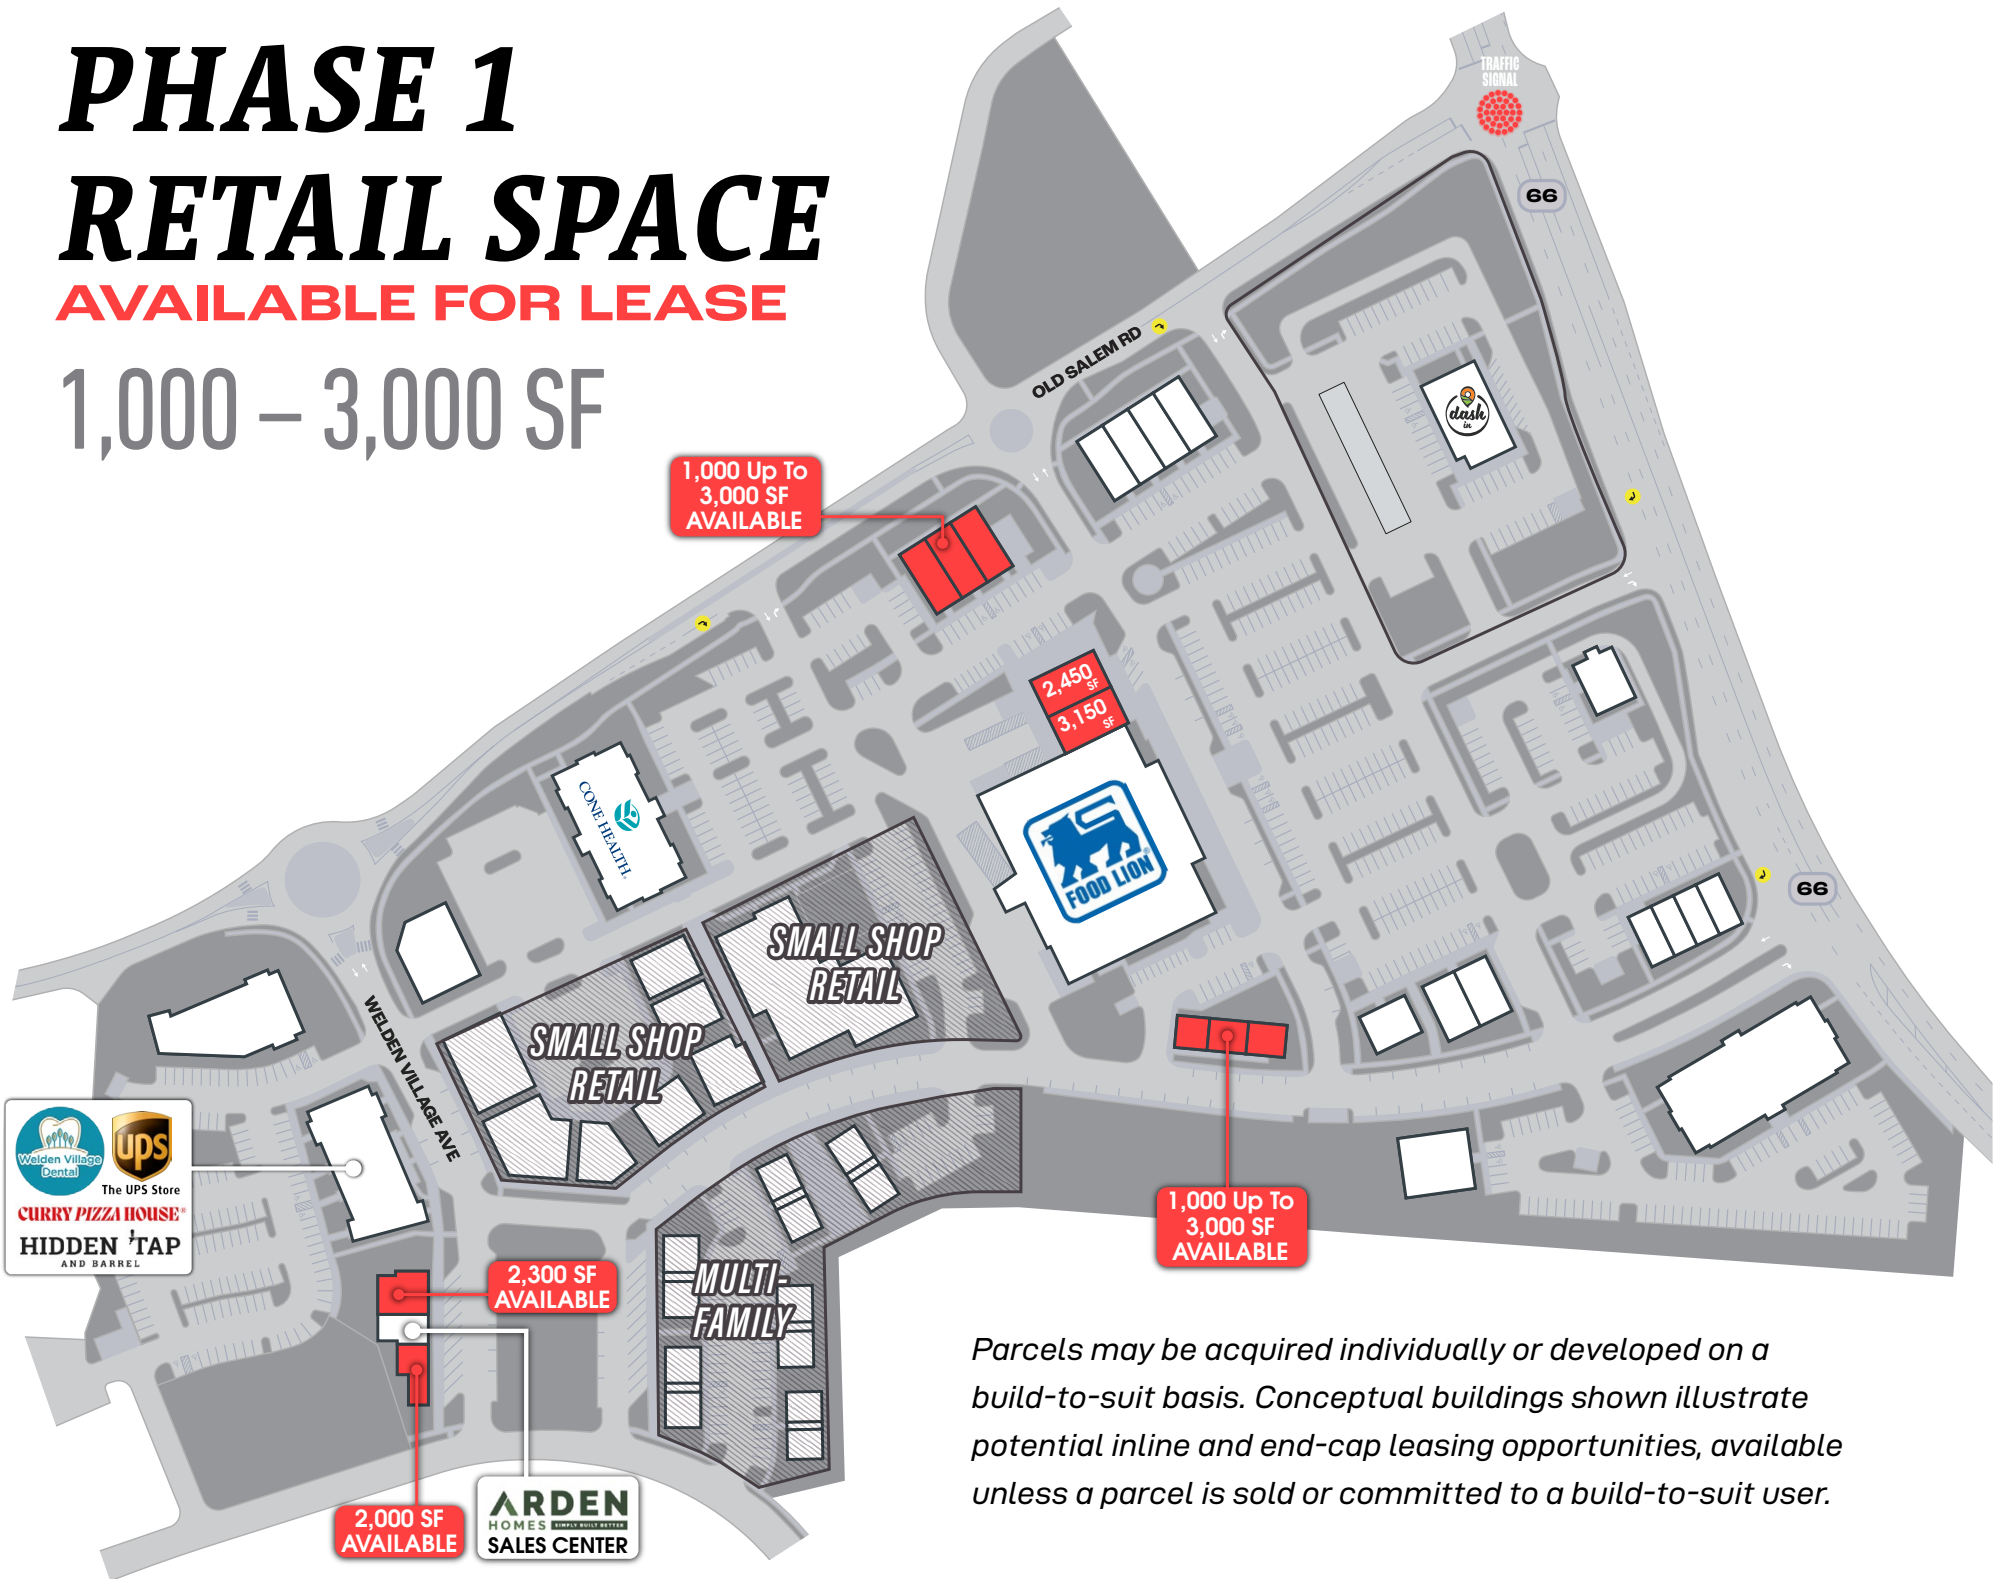 PHASE 1
RETAIL SPACE
AVAILABLE FOR LEASE
1,000 – 3,000 SF
TRAFFIC
SIGNAL
66
OLD SALEM RD
dash
in
1,000 Up To
3,000 SF
AVAILABLE
2,450
SF
3,150
SF
CONE HEALTH
FOOD LION
66
SMALL SHOP
RETAIL
SMALL SHOP
RETAIL
WELDEN VILLAGE AVE
Welden Village
Dental
ups
The UPS Store
CURRY PIZZA HOUSE
HIDDEN TAP
AND BARREL
1,000 Up To
3,000 SF
AVAILABLE
2,300 SF
AVAILABLE
MULTI-
FAMILY
2,000 SF
AVAILABLE
ARDEN
HOMES SIMPLY BUILT BETTER
SALES CENTER
Parcels may be acquired individually or developed on a
build-to-suit basis. Conceptual buildings shown illustrate
potential inline and end-cap leasing opportunities, available
unless a parcel is sold or committed to a build-to-suit user.